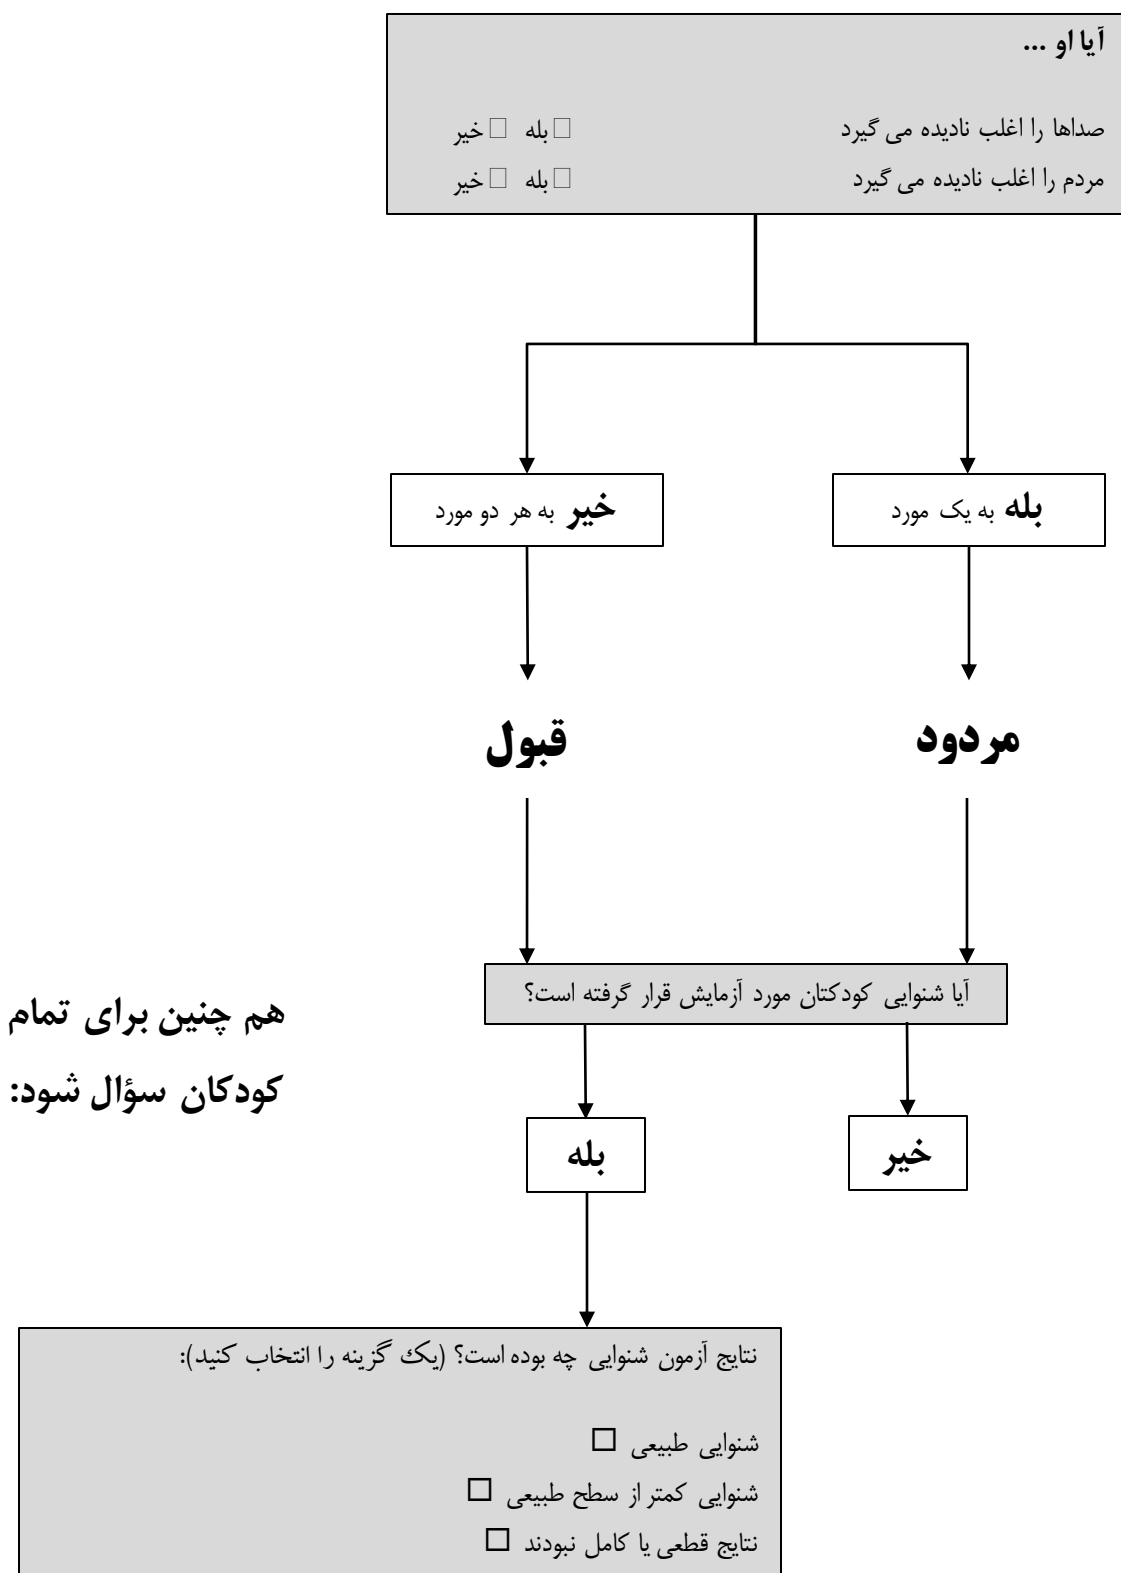 آیا او ...
صداها را اغلب نادیده می گیرد □ بله □ خیر
مردم را اغلب نادیده می گیرد □ بله □ خیر
بله به یک مورد
خیر به هر دو مورد
مردود
قبول
آیا شنوایی کودکتان مورد آزمایش قرار گرفته است؟
هم چنین برای تمام
کودکان سؤال شود:
خیر
بله
نتایج آزمون شنوایی چه بوده است؟ (یک گزینه را انتخاب کنید):
شنوایی طبیعی □
شنوایی کمتر از سطح طبیعی □
نتایج قطعی یا کامل نبودند □